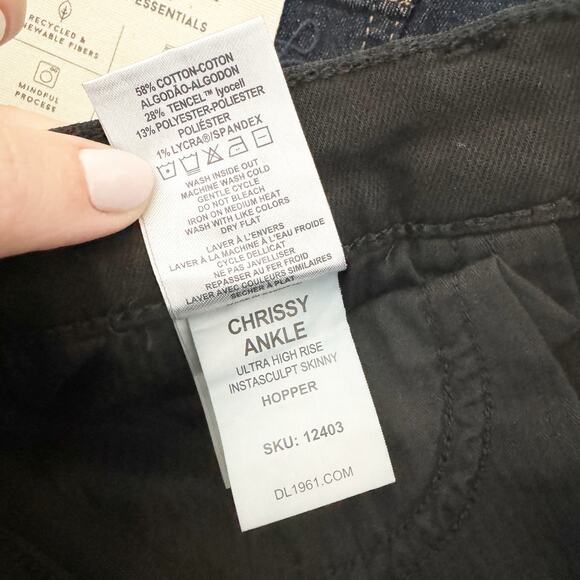 ESSENTIALS
RECYCLED &
RENEWABLE FIBERS
MINDFUL
PROCESS
58% COTTON-COTON
ALGODÃO-ALGODON
28% TENCEL™ lyocell
13% POLYESTER-POLIESTER
POLIÉSTER
1% LYCRA®/SPANDEX
WASH INSIDE OUT
MACHINE WASH COLD
GENTLE CYCLE
DO NOT BLEACH
IRON ON MEDIUM HEAT
WASH WITH LIKE COLORS
DRY FLAT
LAVER À L'ENVERS
LAVER À LA MACHINE À L'EAU FROIDE
CYCLE DELLICAT
NE PAS JAVELLISER
REPASSER AU FER FROID
LAVER AVEC COULEURS SIMILAIRES
SECHER À PLAT
CHRISSY
ANKLE
ULTRA HIGH RISE
INSTASCULPT SKINNY
HOPPER
SKU: 12403
DL1961.COM